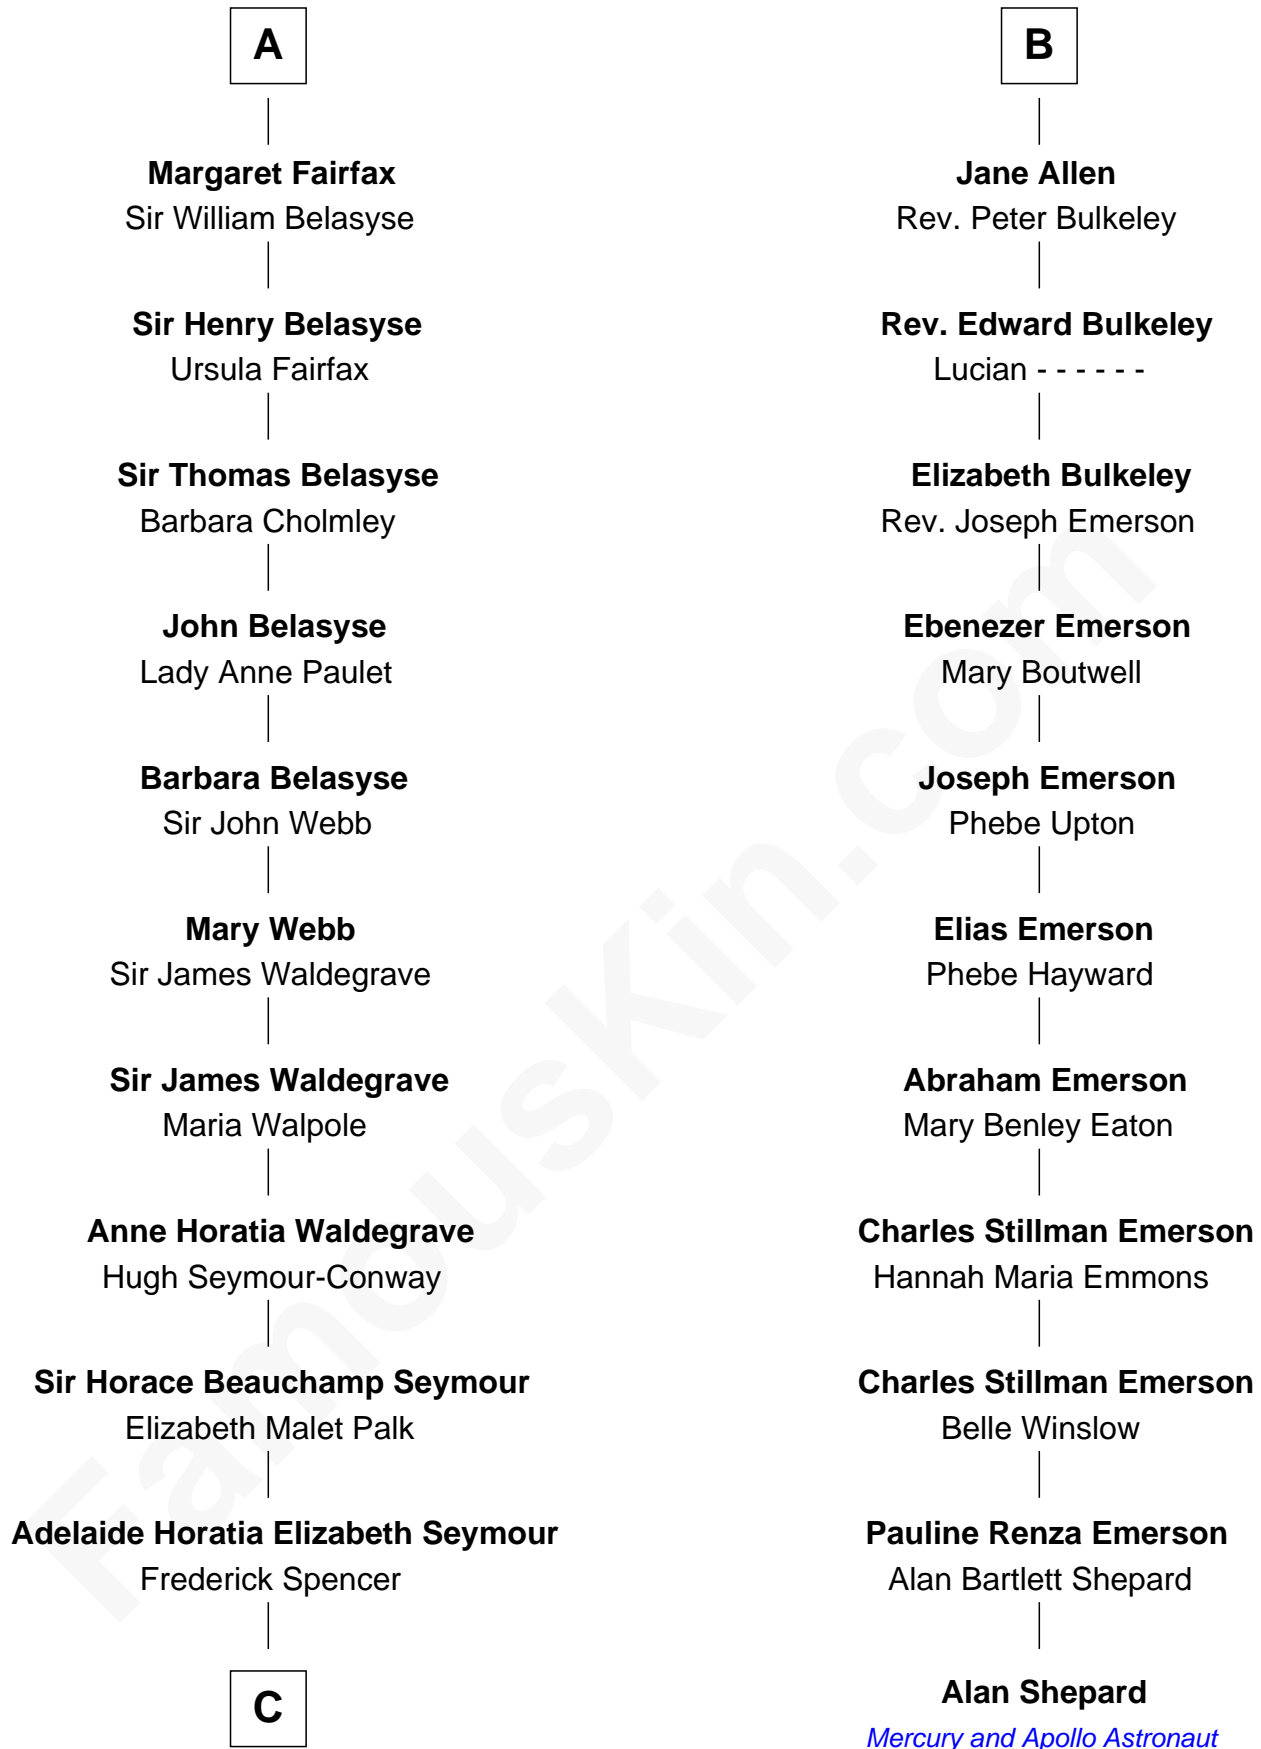 A
Margaret Fairfax
Sir William Belasyse
Sir Henry Belasyse
Ursula Fairfax
Sir Thomas Belasyse
Barbara Cholmley
John Belasyse
Lady Anne Paulet
Barbara Belasyse
Sir John Webb
Mary Webb
Sir James Waldegrave
Sir James Waldegrave
Maria Walpole
Anne Horatia Waldegrave
Hugh Seymour-Conway
Sir Horace Beauchamp Seymour
Elizabeth Malet Palk
Adelaide Horatia Elizabeth Seymour
Frederick Spencer
C
B
Jane Allen
Rev. Peter Bulkeley
Rev. Edward Bulkeley
Lucian - - - - - -
Elizabeth Bulkeley
Rev. Joseph Emerson
Ebenezer Emerson
Mary Boutwell
Joseph Emerson
Phebe Upton
Elias Emerson
Phebe Hayward
Abraham Emerson
Mary Benley Eaton
Charles Stillman Emerson
Hannah Maria Emmons
Charles Stillman Emerson
Belle Winslow
Pauline Renza Emerson
Alan Bartlett Shepard
Alan Shepard
Mercury and Apollo Astronaut
FamousKin.com